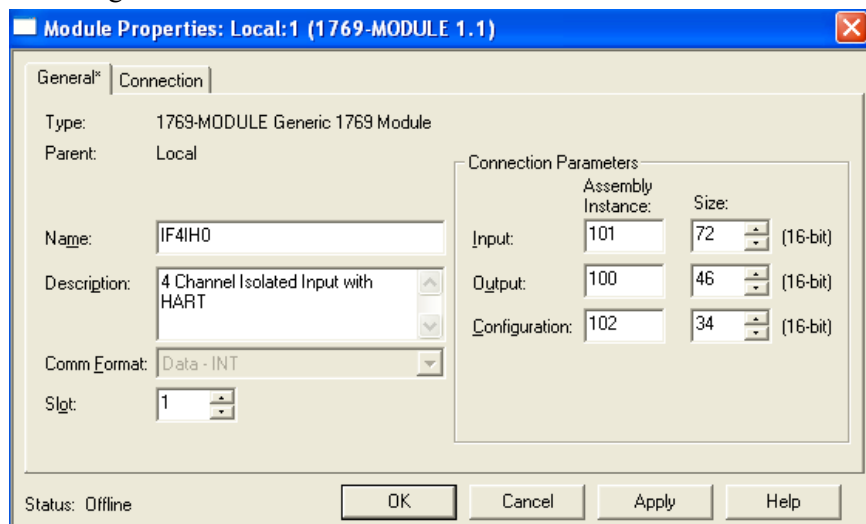 Module Properties: Local:1 (1769-MODULE 1.1)
General* Connection
Type: 1769-MODULE Generic 1769 Module
Parent: Local
Connection Parameters
Assembly
Instance: Size:
Name: IF4IH0 Input: 101 72 (16-bit)
Description: 4 Channel Isolated Input with
HART
Output: 100 46 (16-bit)
Configuration: 102 34 (16-bit)
Comm Format: Data - INT
Slot: 1
Status: Offline OK Cancel Apply Help